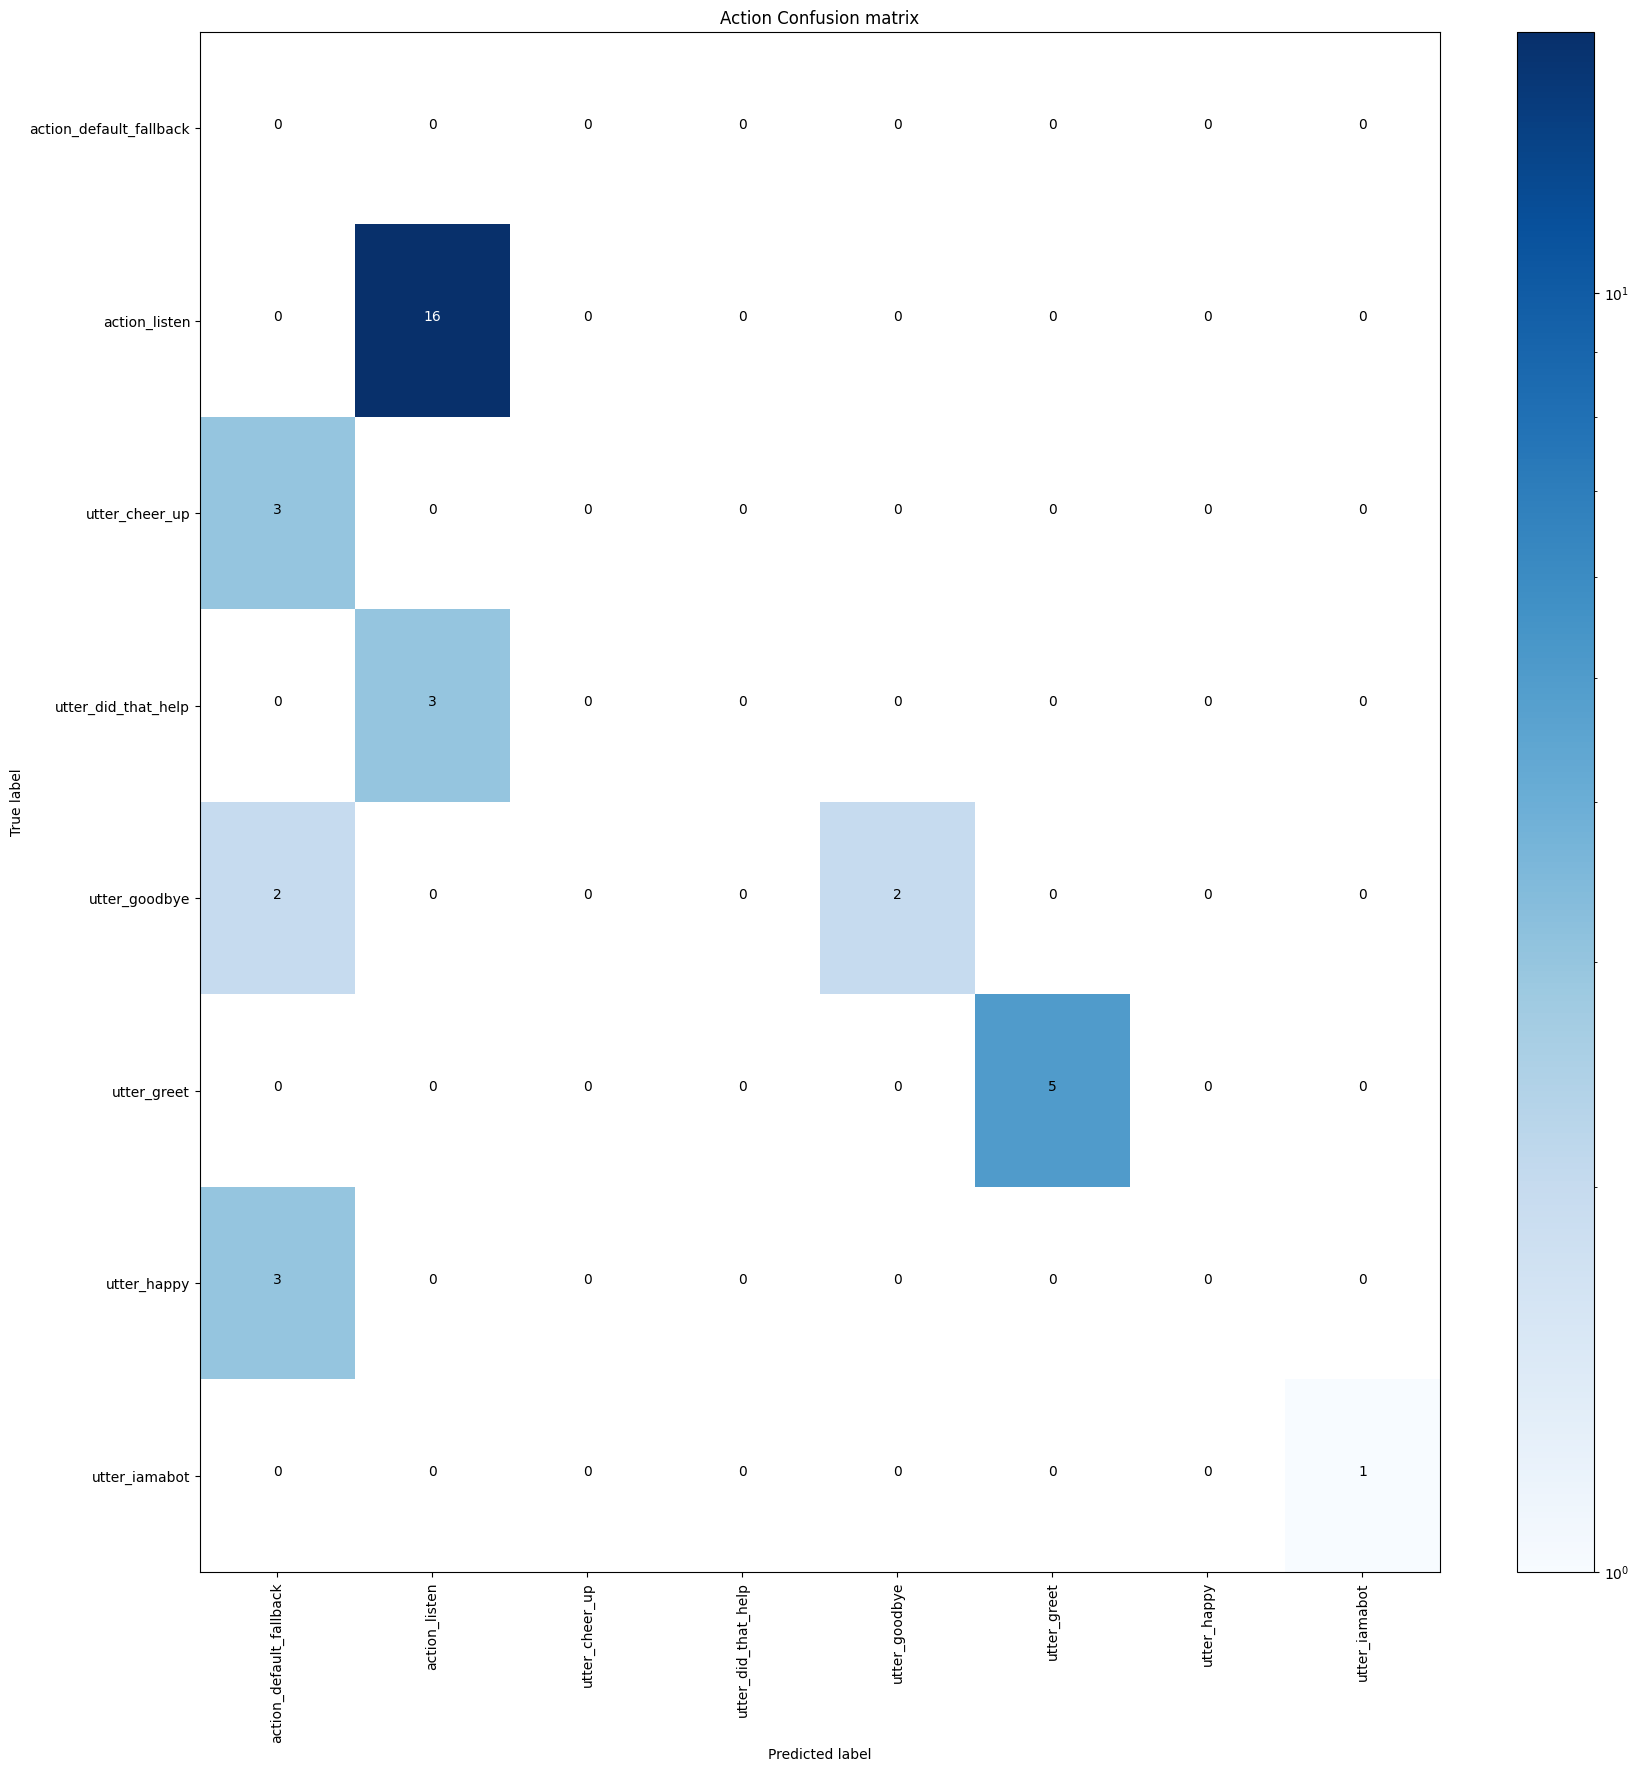 Action Confusion matrix
action_default_fallback
0 0 0 0 0 0 0 0
action_listen
0 16 0 0 0 0 0 0
utter_cheer_up
3 0 0 0 0 0 0 0
utter_did_that_help
0 3 0 0 0 0 0 0
utter_goodbye
2 0 0 0 2 0 0 0
utter_greet
0 0 0 0 0 5 0 0
utter_happy
3 0 0 0 0 0 0 0
utter_iamabot
0 0 0 0 0 0 0 1
True label
action_default_fallback
action_listen
utter_cheer_up
utter_did_that_help
utter_goodbye
utter_greet
utter_happy
utter_iamabot
Predicted label
10¹
10⁰